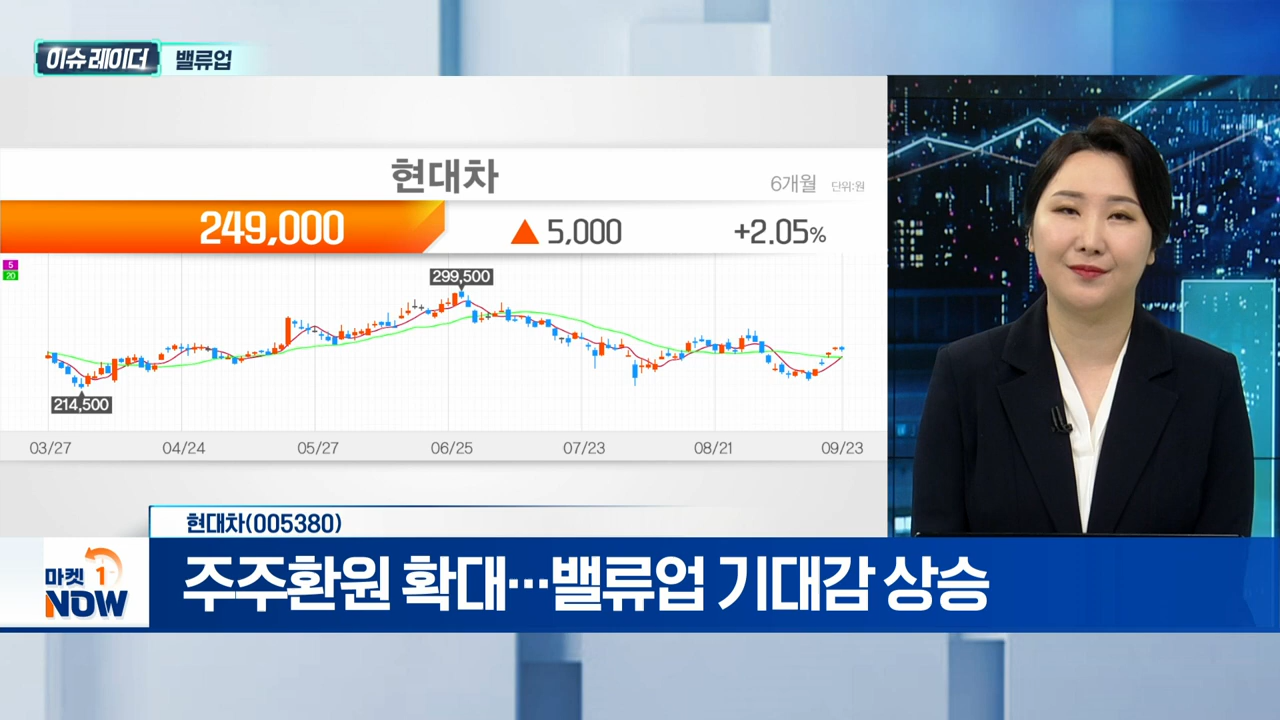 이슈레이더 밸류업
현대차
6개월 단위:원
249,000 ▲ 5,000 +2.05%
5
20
299,500
214,500
03/27 04/24 05/27 06/25 07/23 08/21 09/23
현대차(005380)
마켓 1
NOW
주주환원 확대…밸류업 기대감 상승